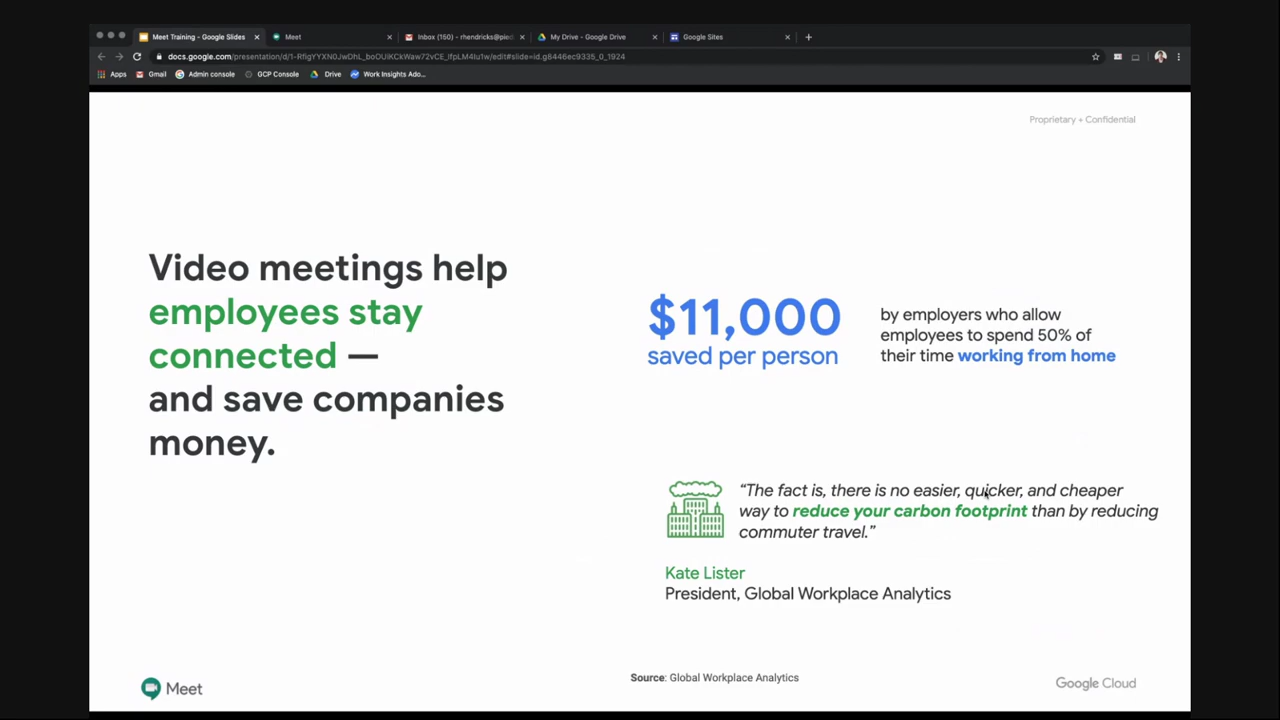 Meet Training - Google Slides
Meet
Inbox (150) - rhendricks@pied
My Drive - Google Drive
Google Sites
Apps
Gmail
Admin console
GCP Console
Drive
Work Insights Ado...
Proprietary + Confidential
Video meetings help
employees stay
connected —
and save companies
money.
$11,000
saved per person
by employers who allow
employees to spend 50% of
their time working from home
“The fact is, there is no easier, quicker, and cheaper
way to reduce your carbon footprint than by reducing
commuter travel.”
Kate Lister
President, Global Workplace Analytics
Source: Global Workplace Analytics
Meet
Google Cloud